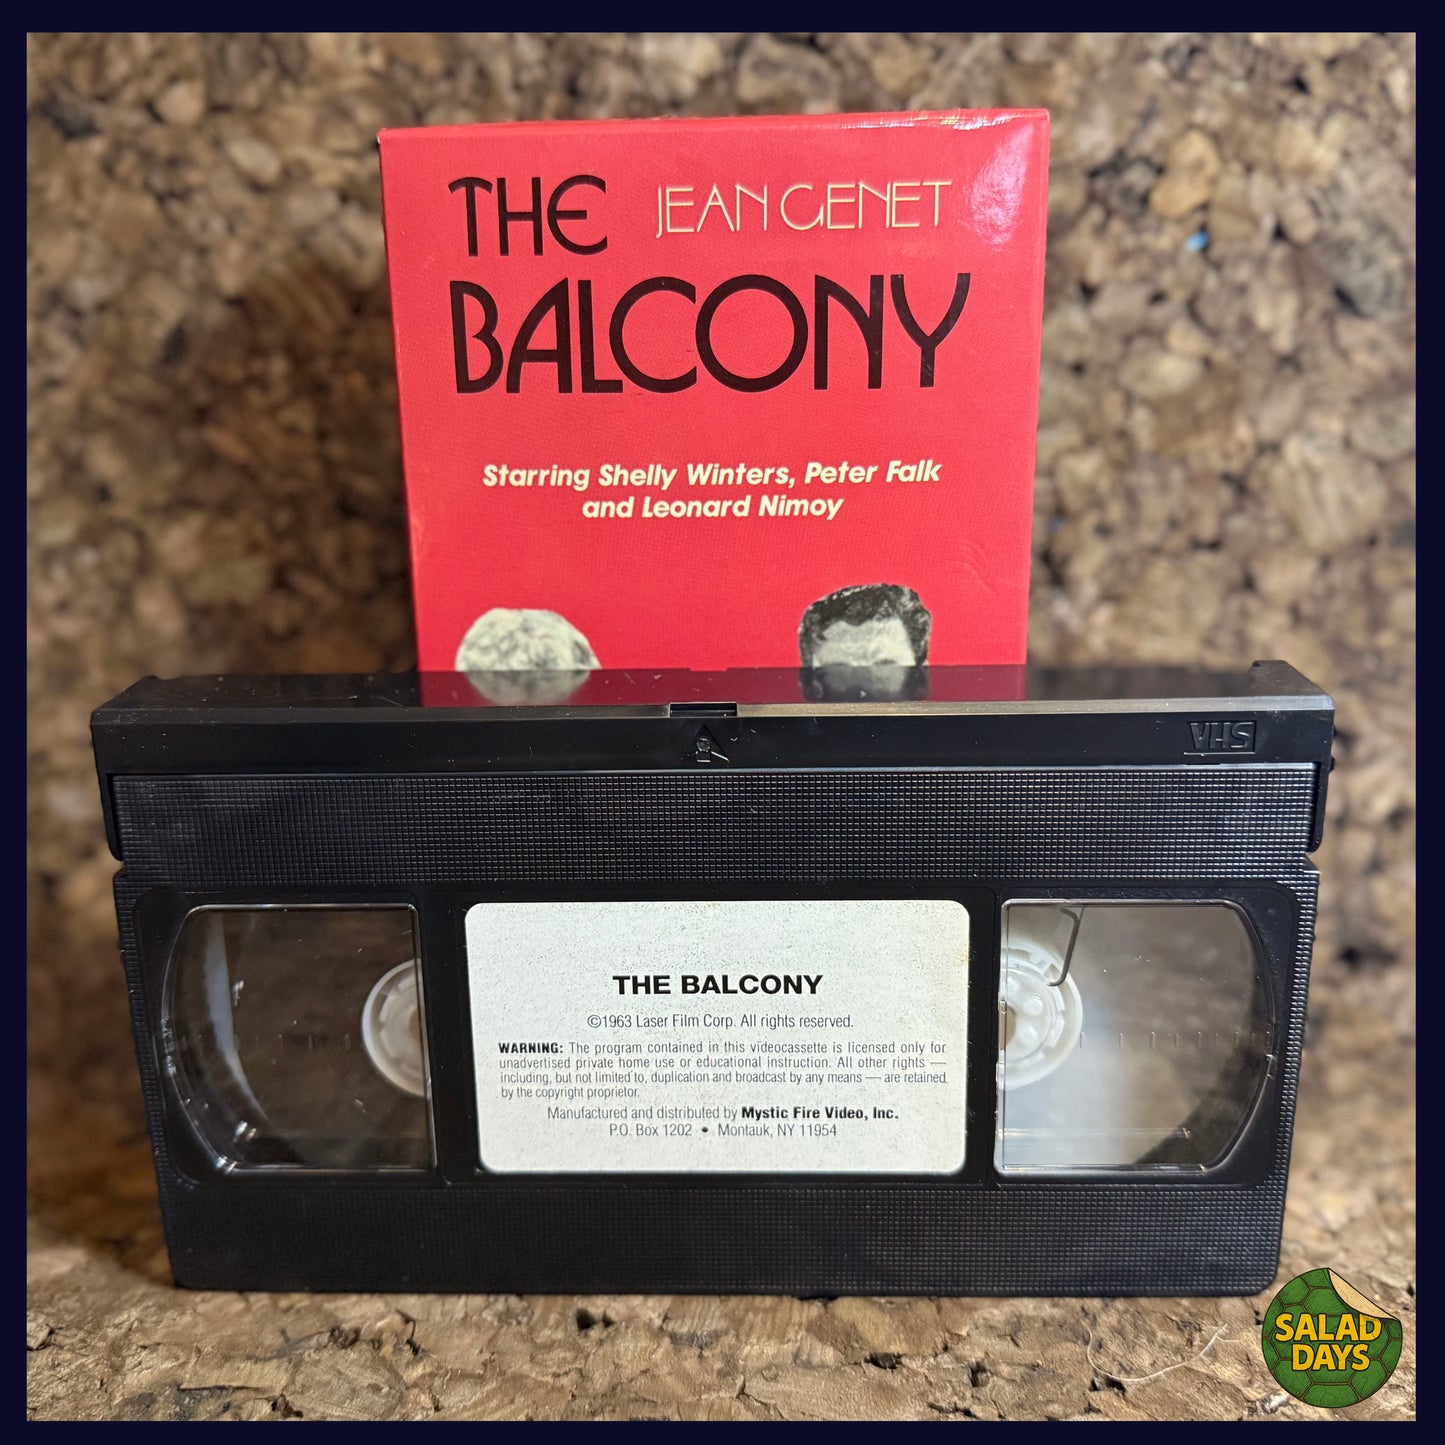 THE JEAN GENET
BALCONY
Starring Shelly Winters, Peter Falk
and Leonard Nimoy
VHS
THE BALCONY
©1963 Laser Film Corp. All rights reserved.
WARNING: The program contained in this videocassette is licensed only for
unadvertised private home use or educational instruction. All other rights —
including, but not limited to, duplication and broadcast by any means — are retained
by the copyright proprietor.
Manufactured and distributed by Mystic Fire Video, Inc.
P.O. Box 1202 • Montauk, NY 11954
SALAD
DAYS